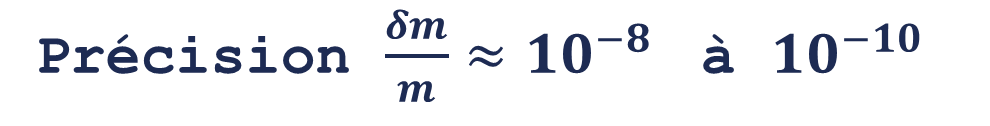 Précision δm/m ≈ 10⁻⁸ à 10⁻¹⁰